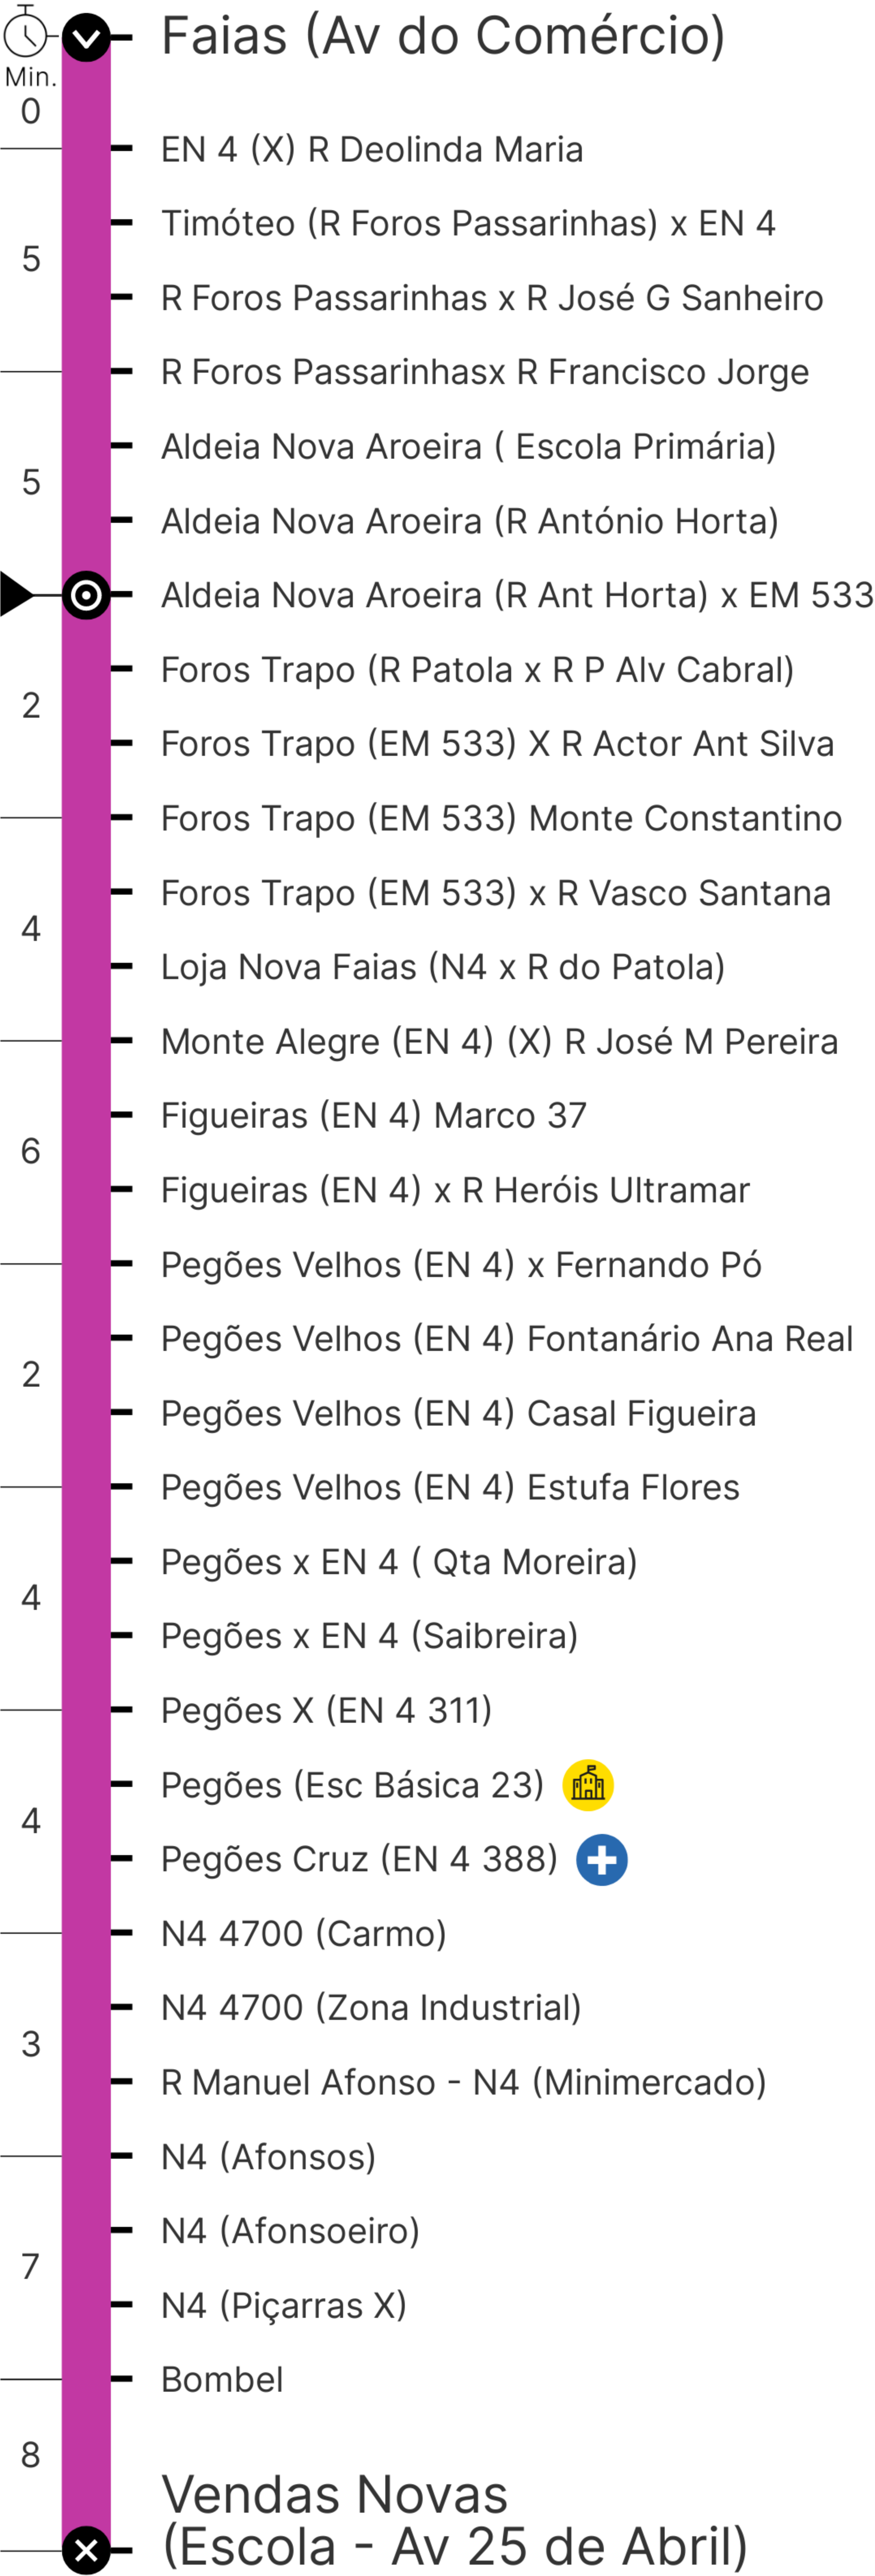 Faias (Av do Comércio)
Min.
0
EN 4 (X) R Deolinda Maria
Timóteo (R Foros Passarinhas) x EN 4
5
R Foros Passarinhas x R José G Sanheiro
R Foros Passarinhasx R Francisco Jorge
Aldeia Nova Aroeira ( Escola Primária)
5
Aldeia Nova Aroeira (R António Horta)
Aldeia Nova Aroeira (R Ant Horta) x EM 533
Foros Trapo (R Patola x R P Alv Cabral)
2
Foros Trapo (EM 533) X R Actor Ant Silva
Foros Trapo (EM 533) Monte Constantino
Foros Trapo (EM 533) x R Vasco Santana
4
Loja Nova Faias (N4 x R do Patola)
Monte Alegre (EN 4) (X) R José M Pereira
Figueiras (EN 4) Marco 37
6
Figueiras (EN 4) x R Heróis Ultramar
Pegões Velhos (EN 4) x Fernando Pó
Pegões Velhos (EN 4) Fontanário Ana Real
2
Pegões Velhos (EN 4) Casal Figueira
Pegões Velhos (EN 4) Estufa Flores
Pegões x EN 4 ( Qta Moreira)
4
Pegões x EN 4 (Saibreira)
Pegões X (EN 4 311)
Pegões (Esc Básica 23)
4
Pegões Cruz (EN 4 388)
N4 4700 (Carmo)
N4 4700 (Zona Industrial)
3
R Manuel Afonso - N4 (Minimercado)
N4 (Afonsos)
N4 (Afonsoeiro)
7
N4 (Piçarras X)
Bombel
8
Vendas Novas
(Escola - Av 25 de Abril)